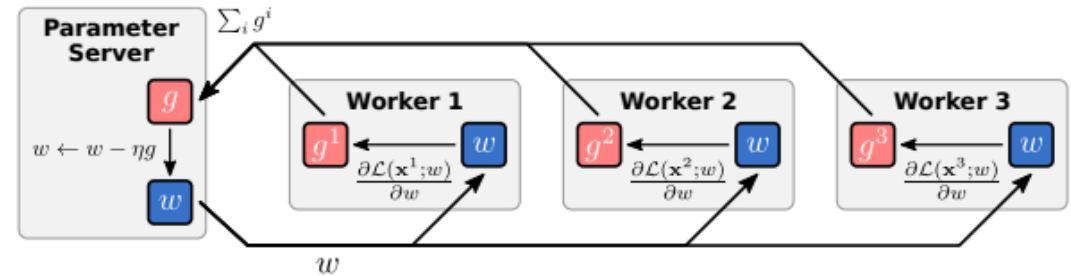 Parameter
Server
∑ᵢ gⁱ
g
w ← w − ηg
w
Worker 1
g¹
w
∂ℒ(𝐱¹;w)
∂w
Worker 2
g²
w
∂ℒ(𝐱²;w)
∂w
Worker 3
g³
w
∂ℒ(𝐱³;w)
∂w
w